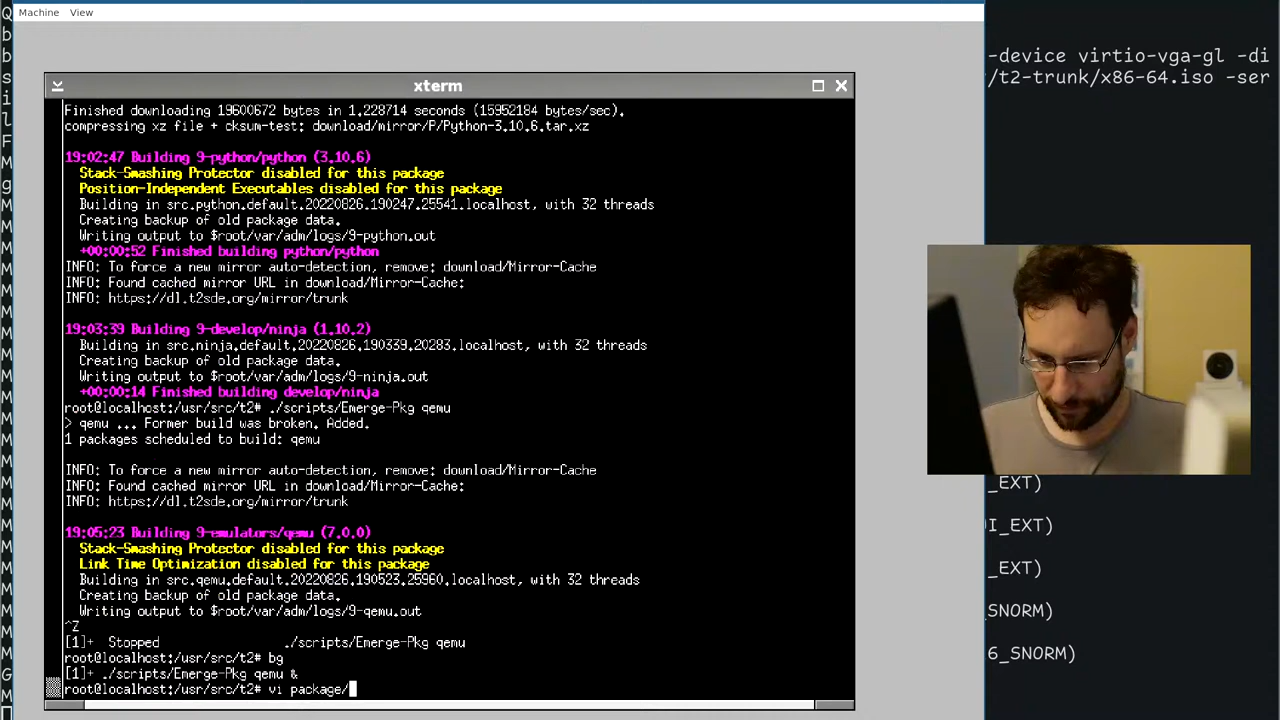 Machine View
-device virtio-vga-gl -di
/t2-trunk/x86-64.iso -ser
xterm
Finished downloading 19600672 bytes in 1.228714 seconds (15952184 bytes/sec).
compressing xz file + cksum-test: download/mirror/P/Python-3.10.6.tar.xz
19:02:47 Building 9-python/python (3.10.6)
Stack-Smashing Protector disabled for this package
Position-Independent Executables disabled for this package
Building in src.python.default.20220826.190247.25541.localhost, with 32 threads
Creating backup of old package data.
Writing output to $root/var/adm/logs/9-python.out
+00:00:52 Finished building python/python
INFO: To force a new mirror auto-detection, remove: download/Mirror-Cache
INFO: Found cached mirror URL in download/Mirror-Cache:
INFO: https://dl.t2sde.org/mirror/trunk
19:03:39 Building 9-develop/ninja (1.10.2)
Building in src.ninja.default.20220826.190339.20283.localhost, with 32 threads
Creating backup of old package data.
Writing output to $root/var/adm/logs/9-ninja.out
+00:00:14 Finished building develop/ninja
root@localhost:/usr/src/t2# ./scripts/Emerge-Pkg qemu
> qemu ... Former build was broken. Added.
1 packages scheduled to build: qemu
INFO: To force a new mirror auto-detection, remove: download/Mirror-Cache
INFO: Found cached mirror URL in download/Mirror-Cache:
INFO: https://dl.t2sde.org/mirror/trunk
19:05:23 Building 9-emulators/qemu (7.0.0)
Stack-Smashing Protector disabled for this package
Link Time Optimization disabled for this package
Building in src.qemu.default.20220826.190523.25960.localhost, with 32 threads
Creating backup of old package data.
Writing output to $root/var/adm/logs/9-qemu.out
^Z
[1]+ Stopped ./scripts/Emerge-Pkg qemu
root@localhost:/usr/src/t2# bg
[1]+ ./scripts/Emerge-Pkg qemu &
root@localhost:/usr/src/t2# vi package/
_EXT)
I_EXT)
_EXT)
SNORM)
6_SNORM)